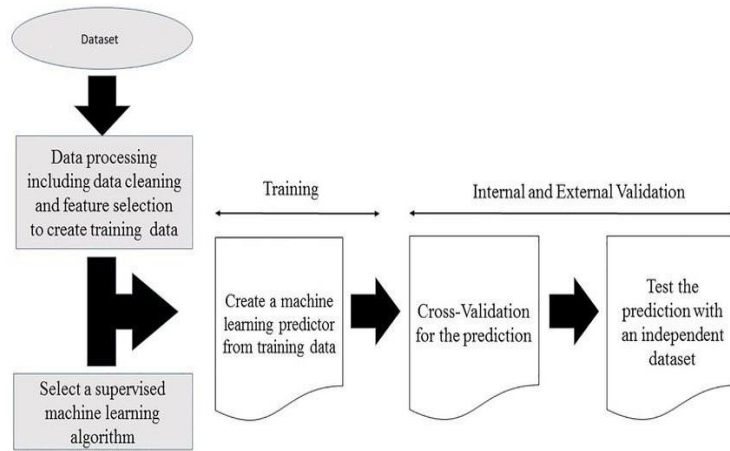 Dataset
Data processing
including data cleaning
and feature selection
to create training data
Select a supervised
machine learning
algorithm
Training
Create a machine
learning predictor
from training data
Internal and External Validation
Cross-Validation
for the prediction
Test the
prediction with
an independent
dataset